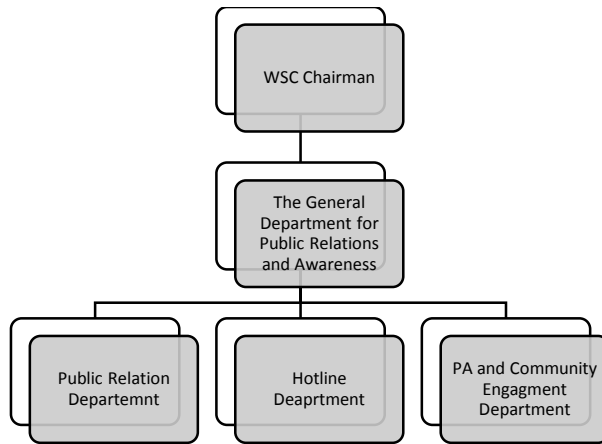 WSC Chairman
The General
Department for
Public Relations
and Awareness
Public Relation
Departemnt
Hotline
Deaprtment
PA and Community
Engagment
Department